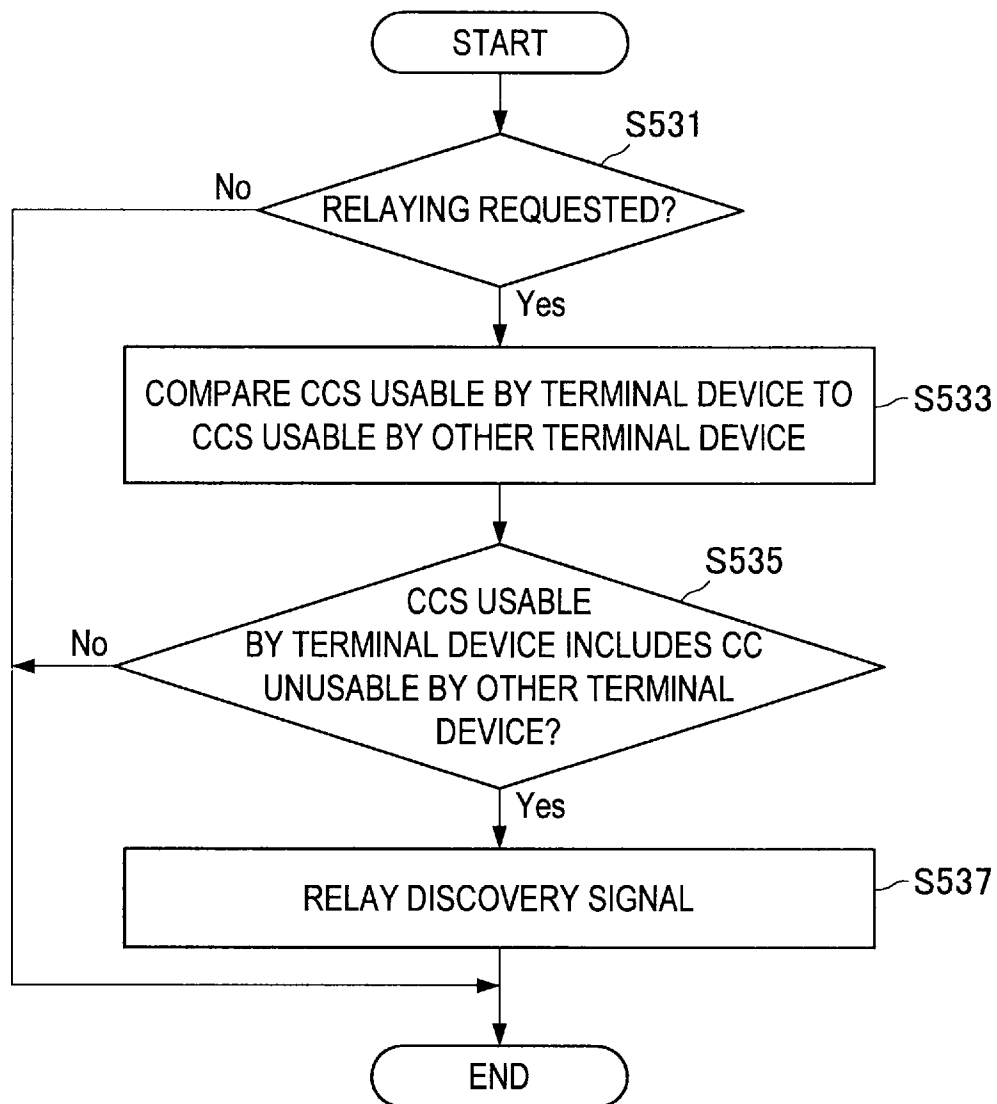 START
S531
No
RELAYING REQUESTED?
Yes
COMPARE CCS USABLE BY TERMINAL DEVICE TO
CCS USABLE BY OTHER TERMINAL DEVICE
S533
S535
CCS USABLE
BY TERMINAL DEVICE INCLUDES CC
UNUSABLE BY OTHER TERMINAL
DEVICE?
No
Yes
RELAY DISCOVERY SIGNAL
S537
END